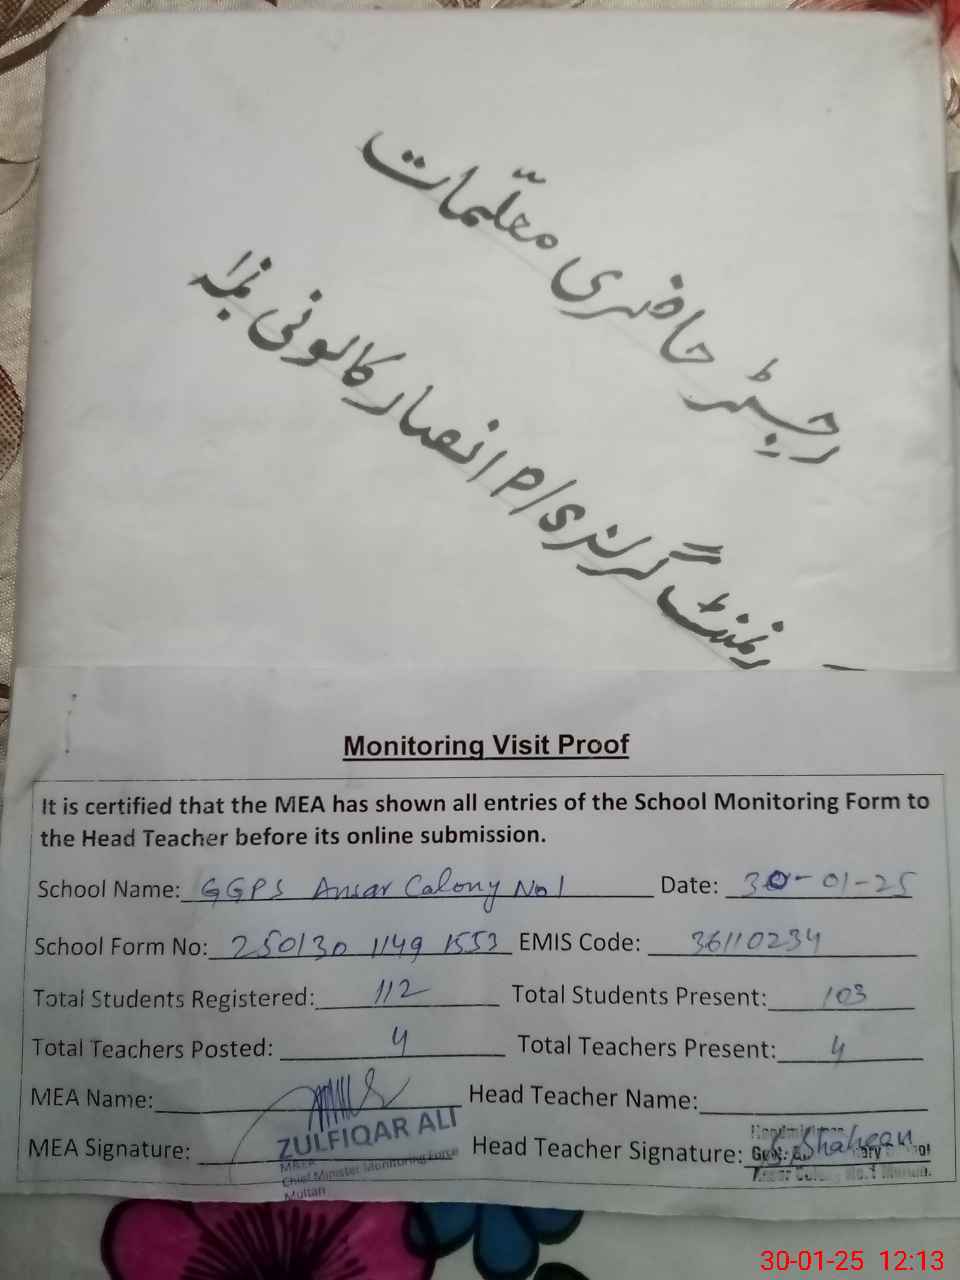 رجسٹر حاضری معلّمات
گرلز ی/م انصار کالونی نمبر ا
Monitoring Visit Proof
It is certified that the MEA has shown all entries of the School Monitoring Form to
the Head Teacher before its online submission.
School Name: GGPS Ansar Calony No 1 Date: 30-01-25
School Form No: 250130 1149 1553 EMIS Code: 36110234
Total Students Registered: 112 Total Students Present: 103
Total Teachers Posted: 4 Total Teachers Present: 4
MEA Name: Head Teacher Name:
MEA Signature: ZULFIQAR ALI Head Teacher Signature: S. Shaheen
Chief Minister Monitoring Force
Multan
30-01-25 12:13